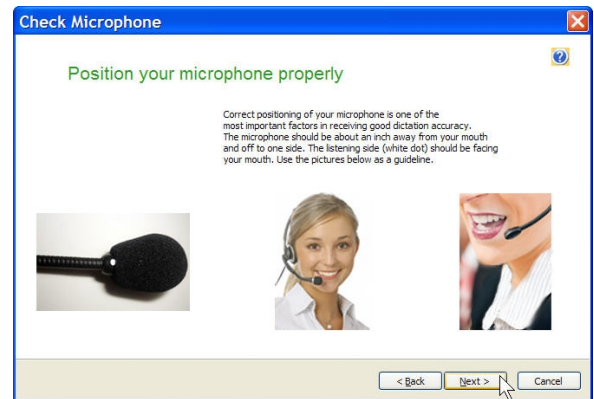 Check Microphone
Position your microphone properly
Correct positioning of your microphone is one of the
most important factors in receiving good dictation accuracy.
The microphone should be about an inch away from your mouth
and off to one side. The listening side (white dot) should be facing
your mouth. Use the pictures below as a guideline.
< Back Next > Cancel